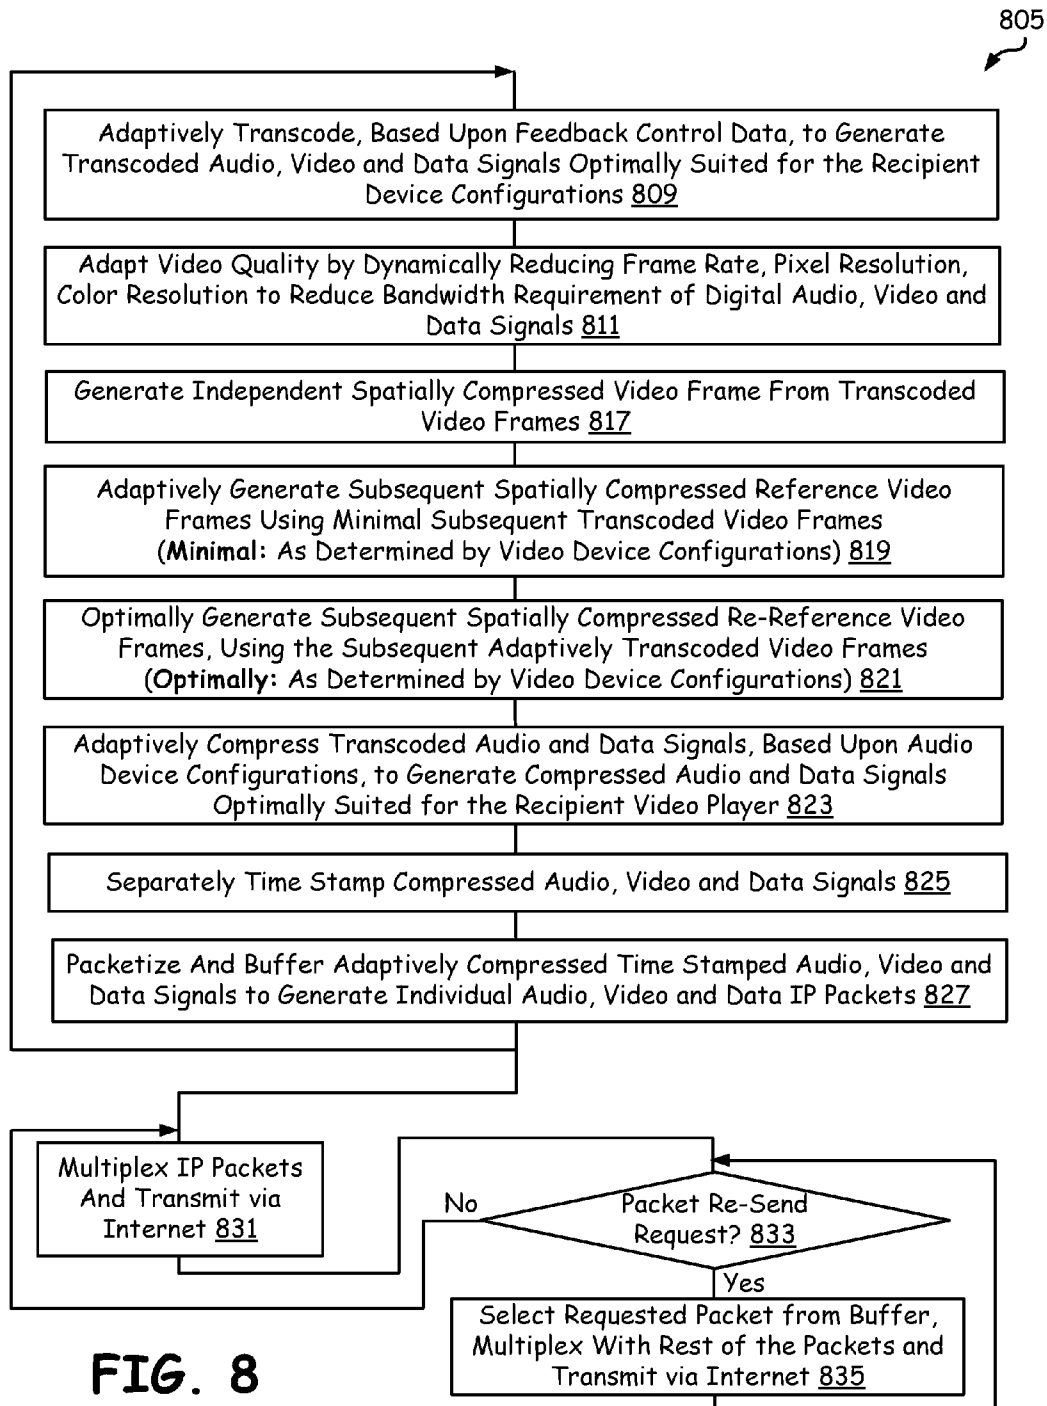 805
Adaptively Transcode, Based Upon Feedback Control Data, to Generate
Transcoded Audio, Video and Data Signals Optimally Suited for the Recipient
Device Configurations 809
Adapt Video Quality by Dynamically Reducing Frame Rate, Pixel Resolution,
Color Resolution to Reduce Bandwidth Requirement of Digital Audio, Video and
Data Signals 811
Generate Independent Spatially Compressed Video Frame From Transcoded
Video Frames 817
Adaptively Generate Subsequent Spatially Compressed Reference Video
Frames Using Minimal Subsequent Transcoded Video Frames
(Minimal: As Determined by Video Device Configurations) 819
Optimally Generate Subsequent Spatially Compressed Re-Reference Video
Frames, Using the Subsequent Adaptively Transcoded Video Frames
(Optimally: As Determined by Video Device Configurations) 821
Adaptively Compress Transcoded Audio and Data Signals, Based Upon Audio
Device Configurations, to Generate Compressed Audio and Data Signals
Optimally Suited for the Recipient Video Player 823
Separately Time Stamp Compressed Audio, Video and Data Signals 825
Packetize And Buffer Adaptively Compressed Time Stamped Audio, Video and
Data Signals to Generate Individual Audio, Video and Data IP Packets 827
Multiplex IP Packets
And Transmit via
Internet 831
No
Packet Re-Send
Request? 833
Yes
Select Requested Packet from Buffer,
Multiplex With Rest of the Packets and
Transmit via Internet 835
FIG. 8